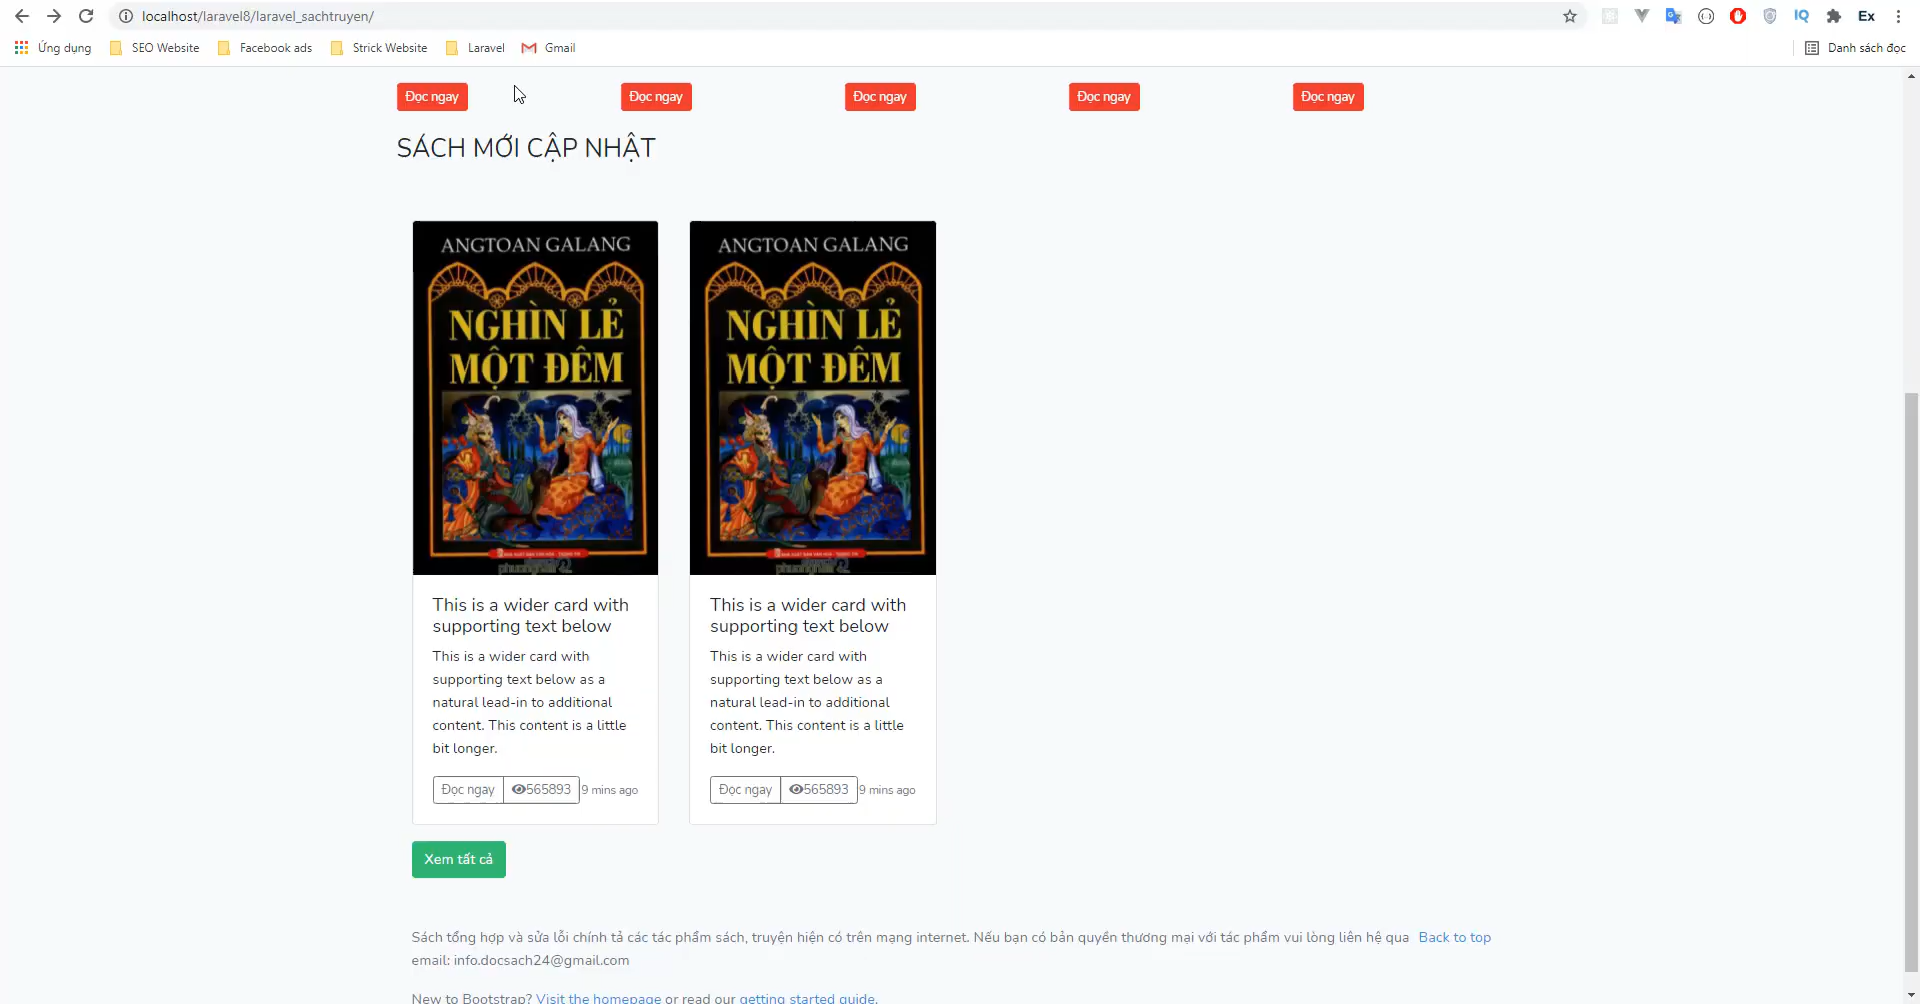 localhost/laravel8/laravel_sachtruyen/
IQ
Ex
Ứng dụng
SEO Website
Facebook ads
Strick Website
Laravel
Gmail
Danh sách đọc
Đọc ngay
Đọc ngay
Đọc ngay
Đọc ngay
Đọc ngay
SÁCH MỚI CẬP NHẬT
ANGTOAN GALANG
NGHÌN LẺ
MỘT ĐÊM
This is a wider card with
supporting text below
This is a wider card with
supporting text below as a
natural lead-in to additional
content. This content is a little
bit longer.
Đọc ngay
565893
9 mins ago
ANGTOAN GALANG
NGHÌN LẺ
MỘT ĐÊM
This is a wider card with
supporting text below
This is a wider card with
supporting text below as a
natural lead-in to additional
content. This content is a little
bit longer.
Đọc ngay
565893
9 mins ago
Xem tất cả
Sách tổng hợp và sửa lỗi chính tả các tác phẩm sách, truyện hiện có trên mạng internet. Nếu bạn có bản quyền thương mại với tác phẩm vui lòng liên hệ qua
Back to top
email: info.docsach24@gmail.com
New to Bootstrap? Visit the homepage or read our getting started guide.